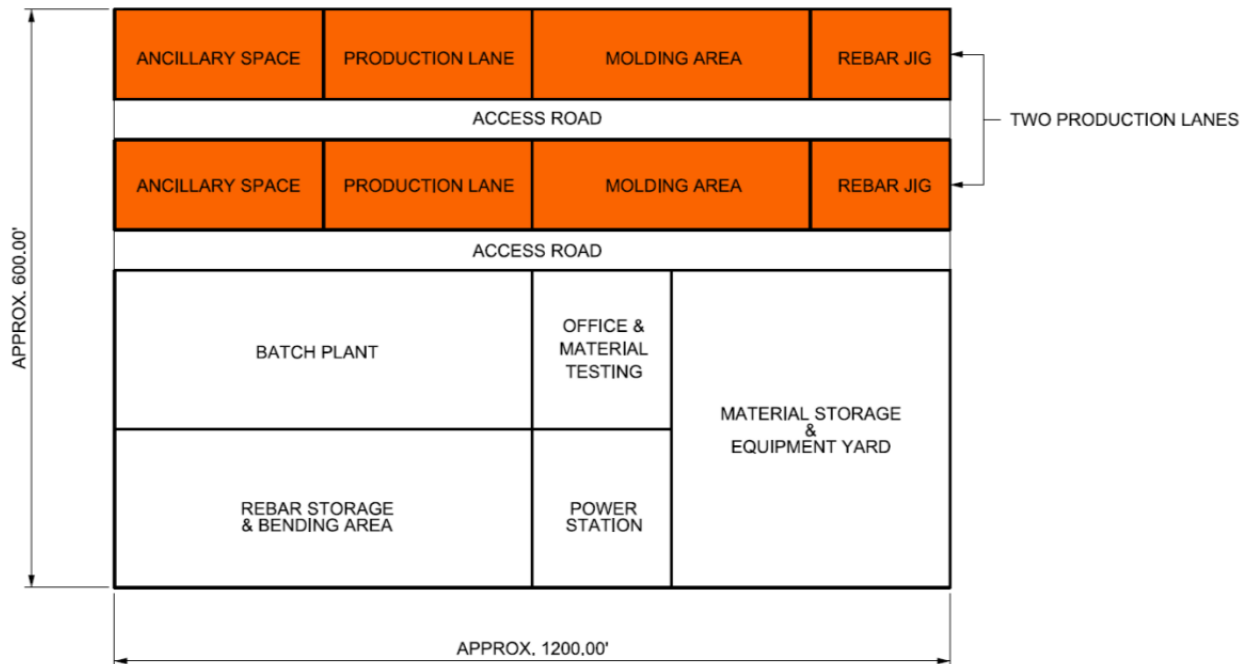 ANCILLARY SPACE
PRODUCTION LANE
MOLDING AREA
REBAR JIG
ACCESS ROAD
TWO PRODUCTION LANES
ANCILLARY SPACE
PRODUCTION LANE
MOLDING AREA
REBAR JIG
ACCESS ROAD
APPROX. 600.00'
BATCH PLANT
OFFICE &
MATERIAL
TESTING
MATERIAL STORAGE
&
EQUIPMENT YARD
REBAR STORAGE
& BENDING AREA
POWER
STATION
APPROX. 1200.00'